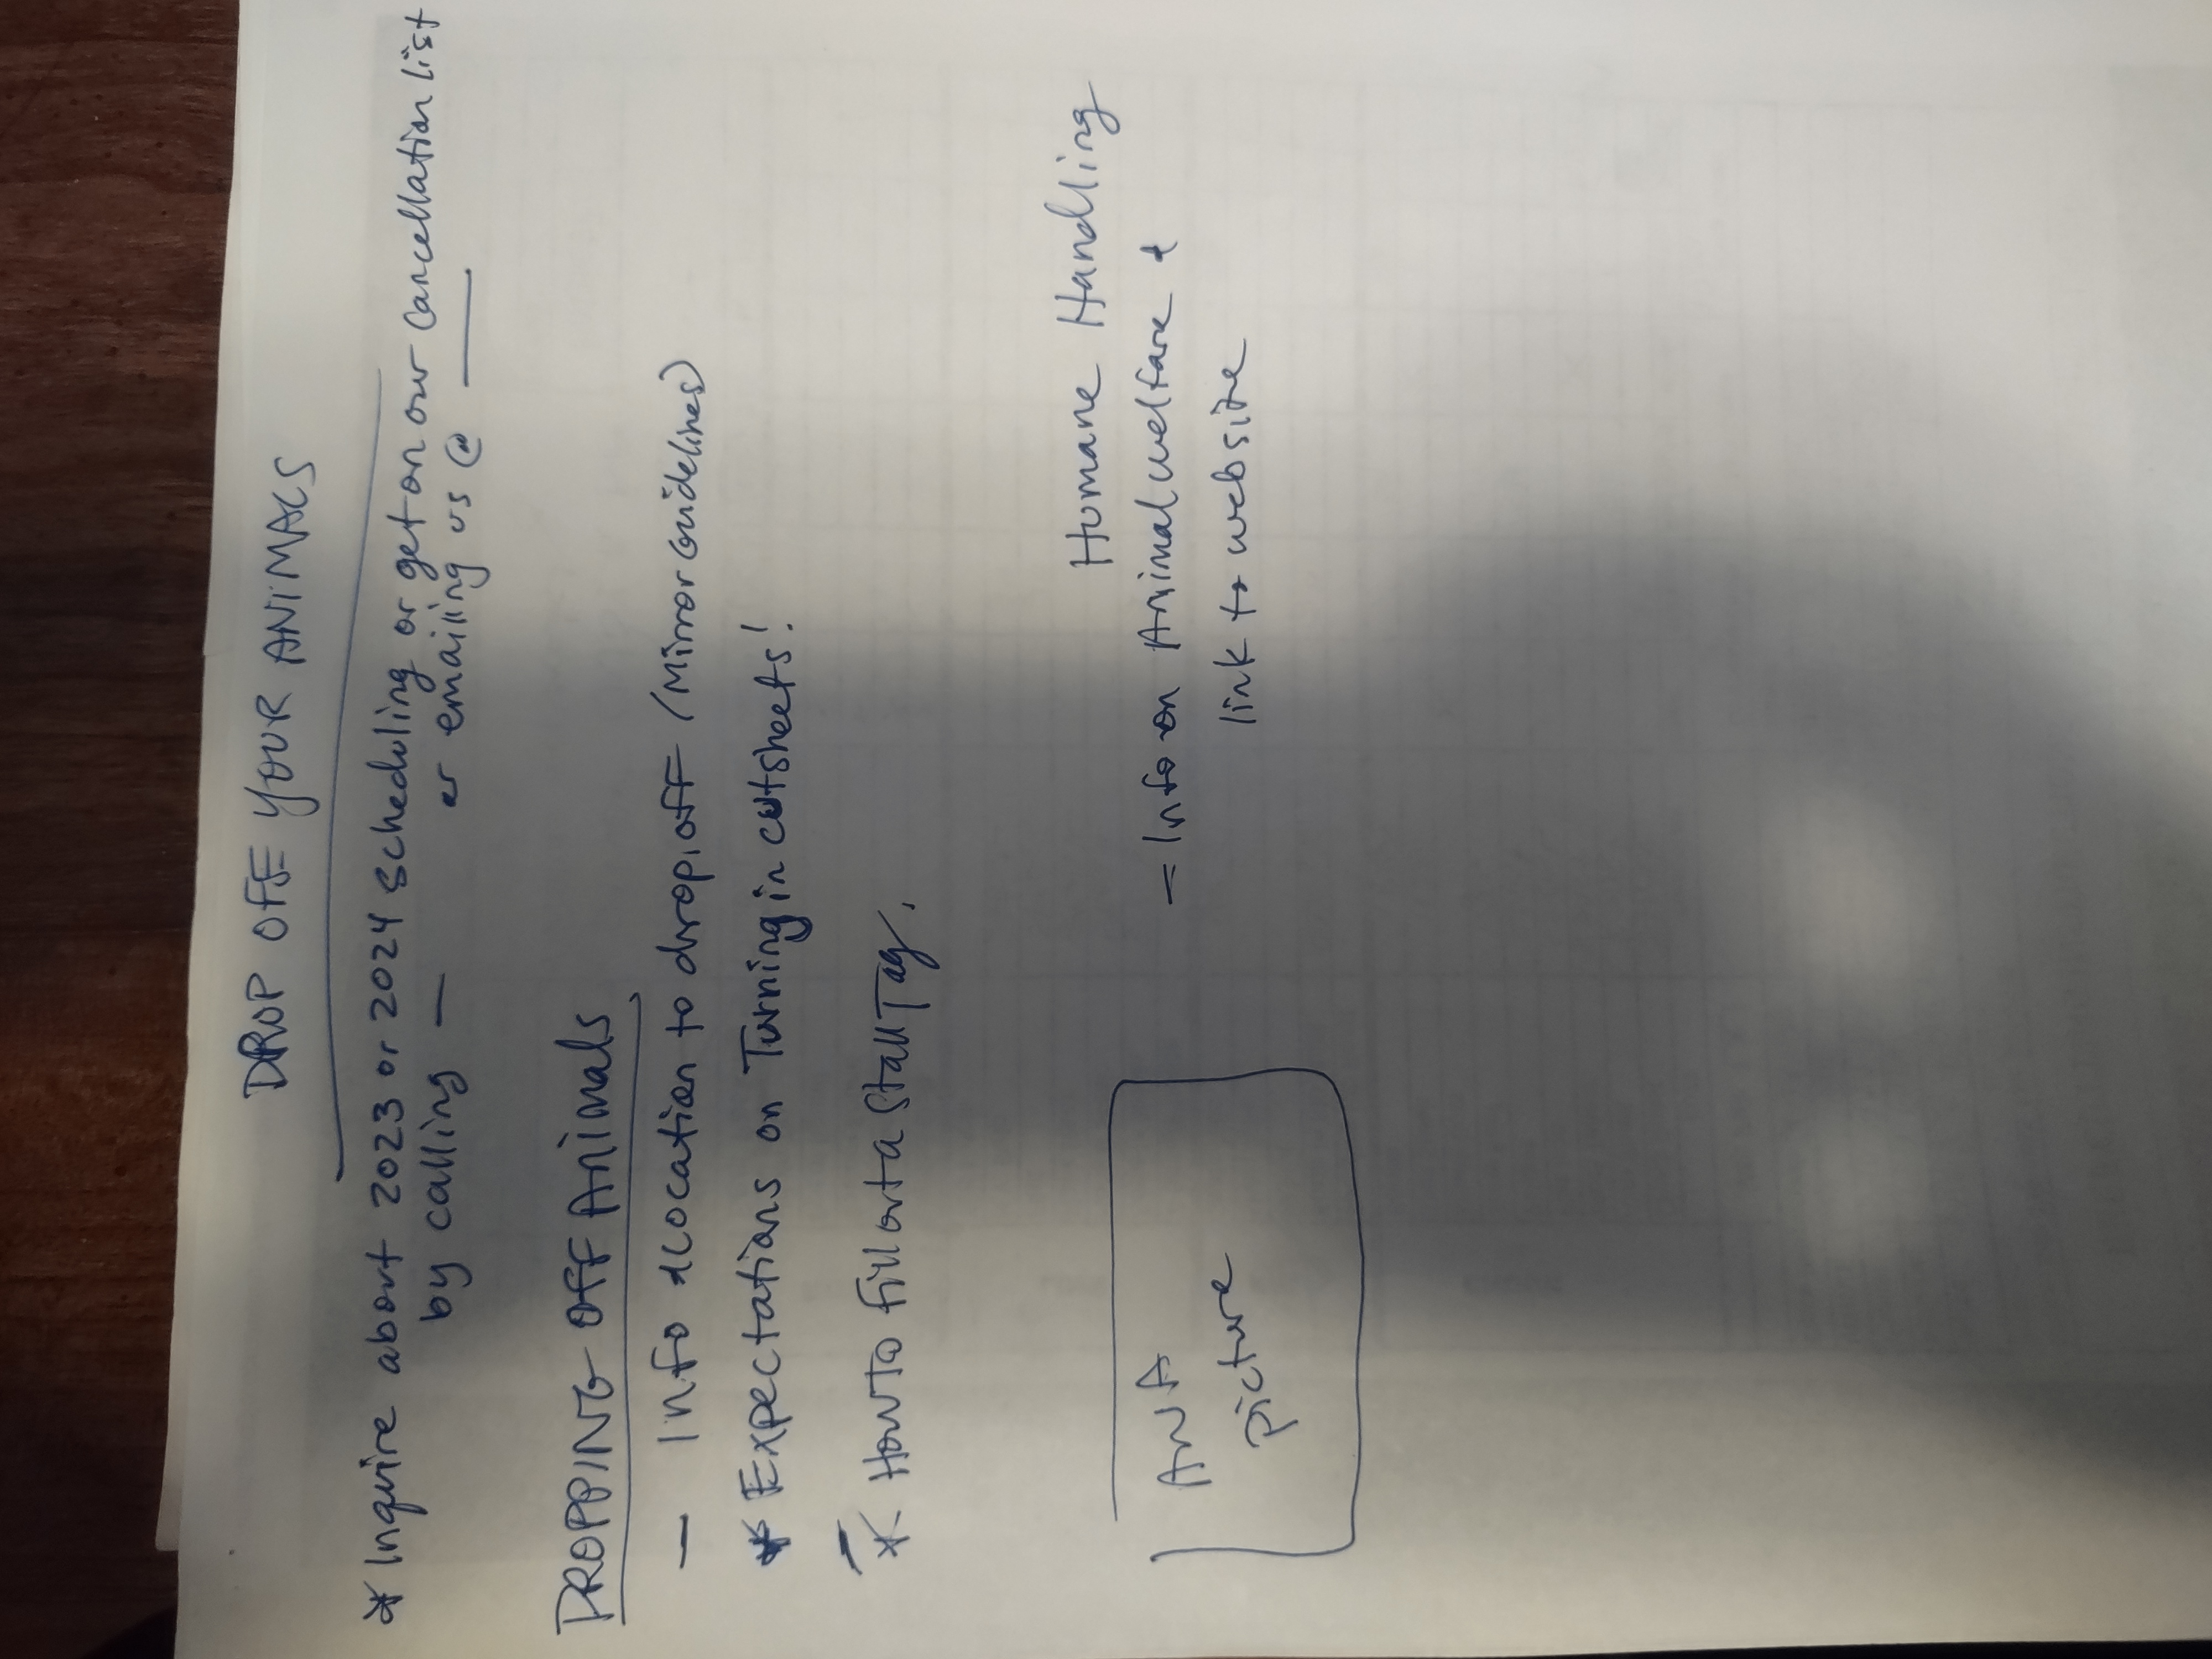 DROP OFF YOUR ANIMALS
* Inquire about 2023 or 2024 scheduling or get on our cancellation list
by calling — or emailing us @ ——
DROPPING OFF Animals
— Info & Location to drop off (Mirror Guidelines)
* Expectations on Turning in cutsheets!
— * How To fill out a Stall Tag.
Humane Handling
AWA
picture
— Info on Animal welfare &
link to website